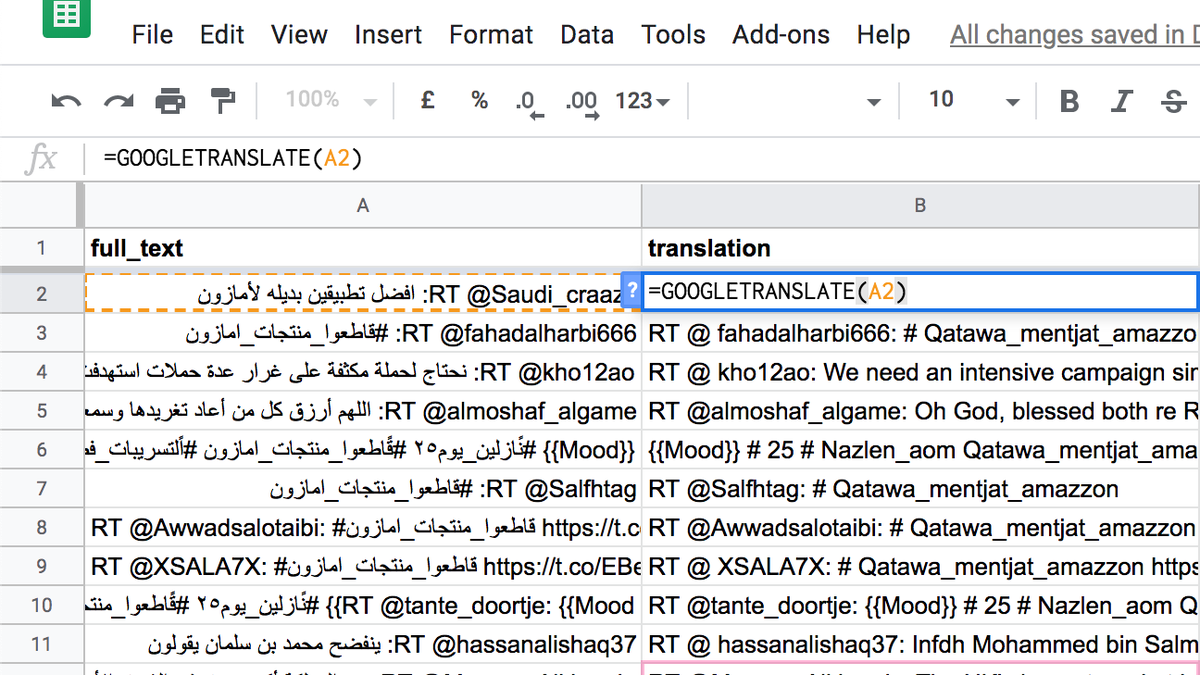 File Edit View Insert Format Data Tools Add-ons Help All changes saved in
100% £ % .0 .00 123 10 B I S
fx =GOOGLETRANSLATE(A2)
A B
1 full_text translation
2 RT @Saudi_craaz: افضل تطبيقين بديله لأمازون ? =GOOGLETRANSLATE(A2)
3 RT @fahadalharbi666: #قاطعوا_منتجات_امازون RT @ fahadalharbi666: # Qatawa_mentjat_amazzo
4 RT @kho12ao: نحتاج لحملة مكثفة على غرار عدة حملات استهدفت RT @ kho12ao: We need an intensive campaign sir
5 RT @almoshaf_algame: اللهم أرزق كل من أعاد تغريدها وسمع RT @almoshaf_algame: Oh God, blessed both re R
6 {{Mood}} #نازلين_يوم٢٥ #قاطعوا_منتجات_امازون {{Mood}} # 25 # Nazlen_aom Qatawa_mentjat_ama
7 RT @Salfhtag: #قاطعوا_منتجات_امازون RT @Salfhtag: # Qatawa_mentjat_amazzon
8 RT @Awwadsalotaibi: #قاطعوا_منتجات_امازون https://t.c RT @Awwadsalotaibi: # Qatawa_mentjat_amazzon
9 RT @XSALA7X: #قاطعوا_منتجات_امازون https://t.co/EBe RT @ XSALA7X: # Qatawa_mentjat_amazzon https
10 RT @tante_doortje: {{Mood}} #نازلين_يوم٢٥ RT @tante_doortje: {{Mood}} # 25 # Nazlen_aom Q
11 RT @hassanalishaq37: ينفضح محمد بن سلمان يقولون RT @ hassanalishaq37: Infdh Mohammed bin Salm